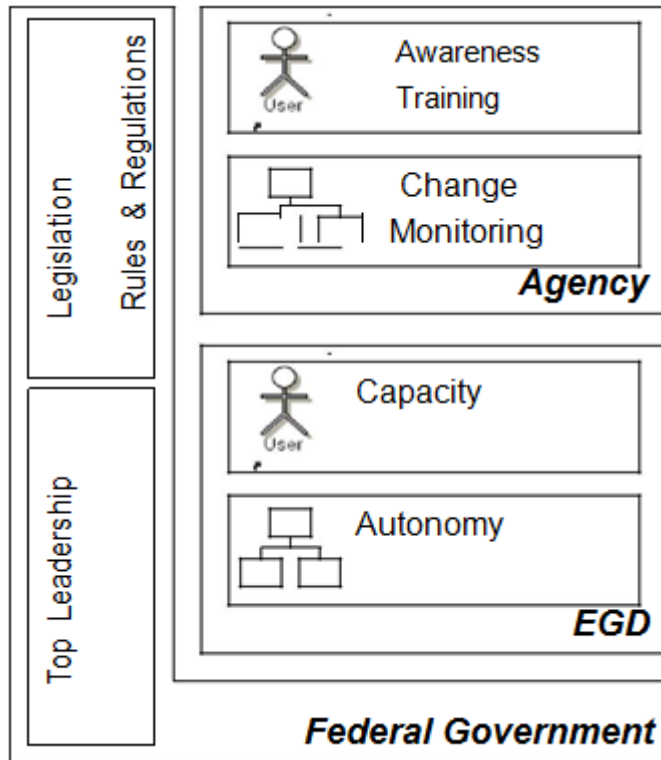 Legislation
Rules & Regulations
Top Leadership
User
Awareness
Training
Change
Monitoring
Agency
User
Capacity
Autonomy
EGD
Federal Government